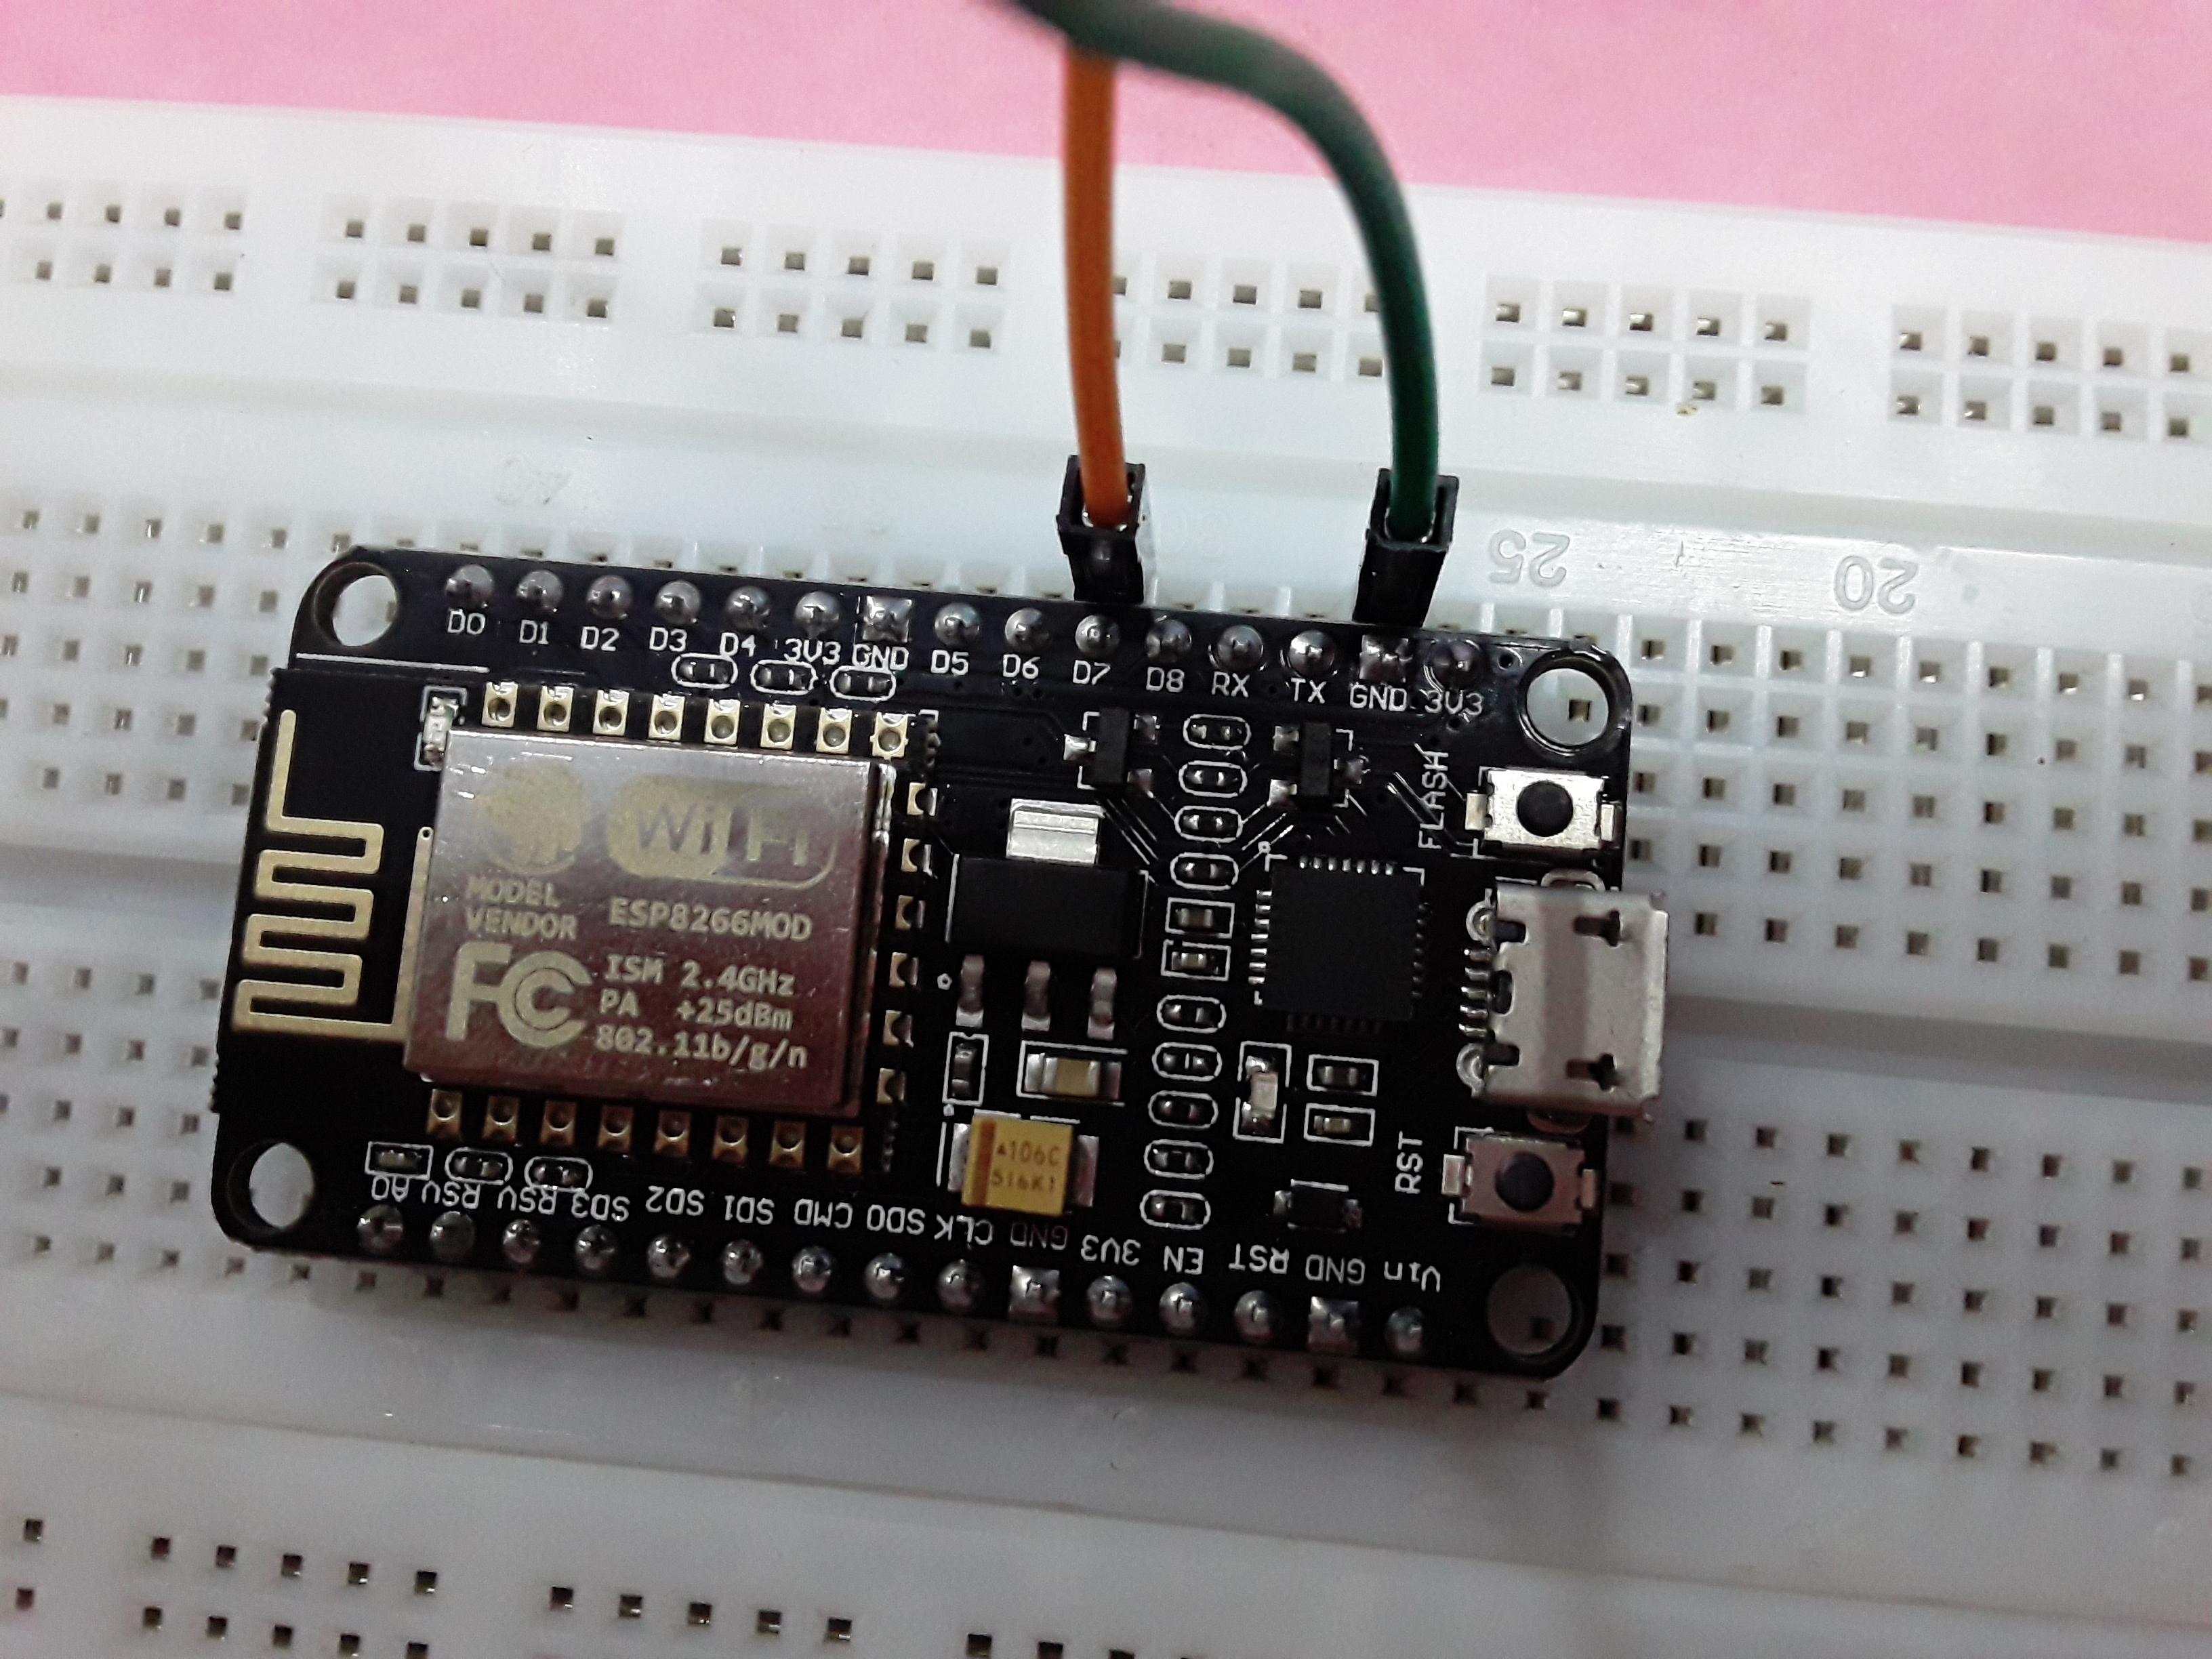 A0
RSV
RSV
SD3
SD2
SD1
CMD
SD0
CLK
GND
3V3
EN
RST
GND
Vin
D0
D1
D2
D3
D4
3V3
GND
D5
D6
D7
D8
RX
TX
GND
3V3
WiFi
MODEL ESP8266MOD
VENDOR
ISM 2.4GHz
PA +25dBm
802.11b/g/n
FC
RST
FLASH
25
20